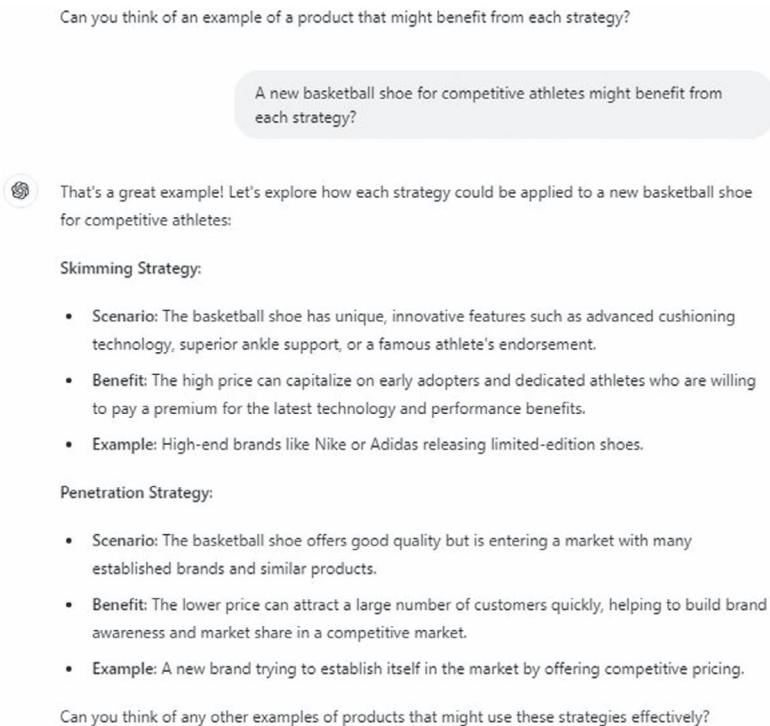 Can you think of an example of a product that might benefit from each strategy?
A new basketball shoe for competitive athletes might benefit from
each strategy?
That's a great example! Let's explore how each strategy could be applied to a new basketball shoe
for competitive athletes:
Skimming Strategy:
• Scenario: The basketball shoe has unique, innovative features such as advanced cushioning
technology, superior ankle support, or a famous athlete's endorsement.
• Benefit: The high price can capitalize on early adopters and dedicated athletes who are willing
to pay a premium for the latest technology and performance benefits.
• Example: High-end brands like Nike or Adidas releasing limited-edition shoes.
Penetration Strategy:
• Scenario: The basketball shoe offers good quality but is entering a market with many
established brands and similar products.
• Benefit: The lower price can attract a large number of customers quickly, helping to build brand
awareness and market share in a competitive market.
• Example: A new brand trying to establish itself in the market by offering competitive pricing.
Can you think of any other examples of products that might use these strategies effectively?